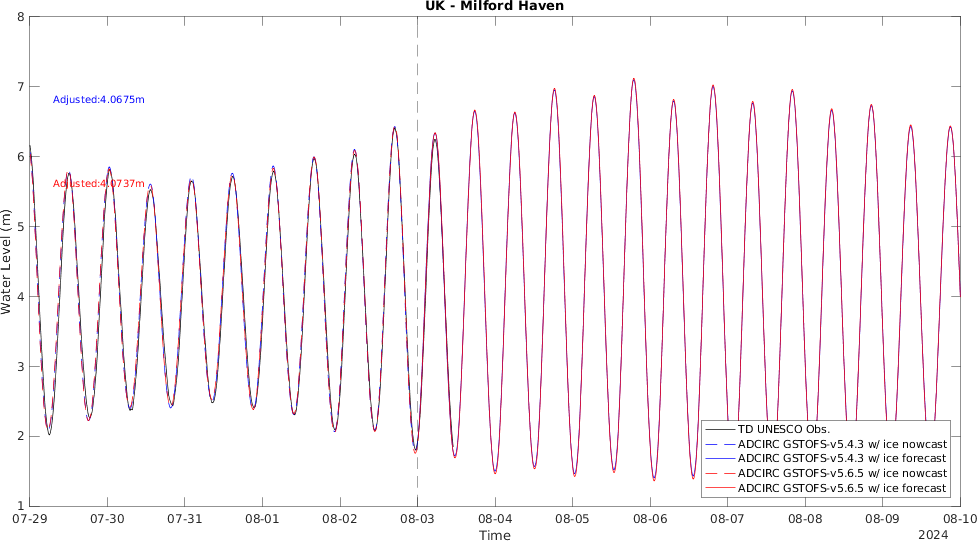 UK - Milford Haven
8
7
6
5
4
3
2
1
Water Level (m)
Adjusted:4.0675m
Adjusted:4.0737m
TD UNESCO Obs.
ADCIRC GSTOFS-v5.4.3 w/ ice nowcast
ADCIRC GSTOFS-v5.4.3 w/ ice forecast
ADCIRC GSTOFS-v5.6.5 w/ ice nowcast
ADCIRC GSTOFS-v5.6.5 w/ ice forecast
07-29 07-30 07-31 08-01 08-02 08-03 08-04 08-05 08-06 08-07 08-08 08-09 08-10
Time
2024